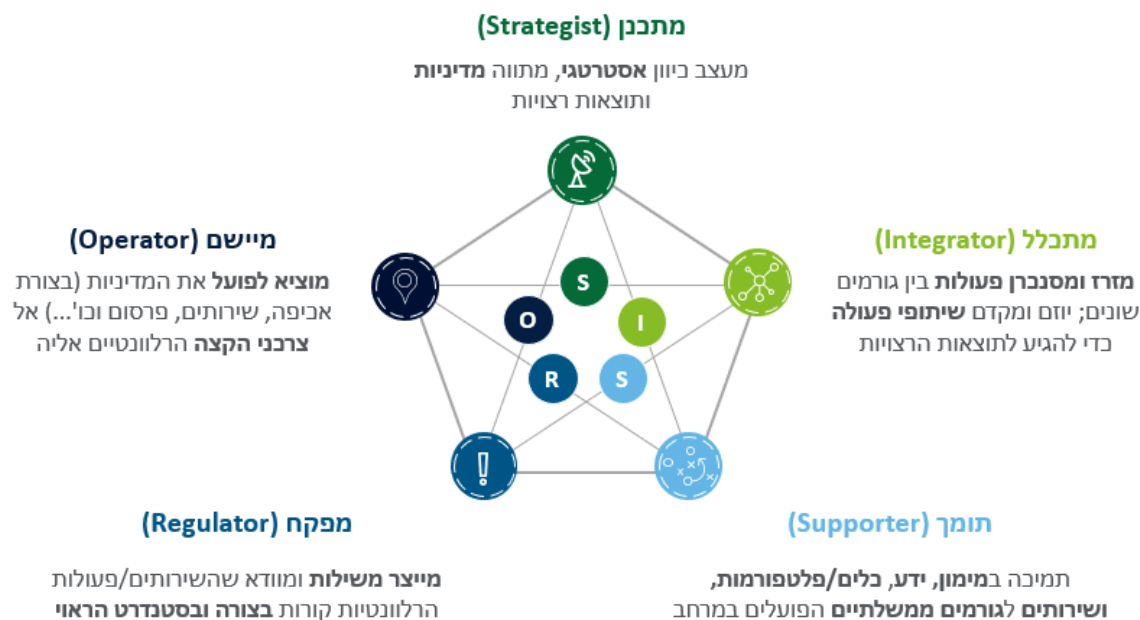 מתכנן (Strategist)
מעצב כיוון אסטרטגי, מתווה מדיניות
ותוצאות רצויות
מתכלל (Integrator)
מזרז ומסנכרן פעולות בין גורמים
שונים; יוזם ומקדם שיתופי פעולה
כדי להגיע לתוצאות הרצויות
מיישם (Operator)
מוציא לפועל את המדיניות (בצורת
אכיפה, שירותים, פרסום וכו'...) אל
צרכני הקצה הרלוונטיים אליה
S
I
O
S
R
תומך (Supporter)
תמיכה במימון, ידע, כלים/פלטפורמות,
ושירותים לגורמים ממשלתיים הפועלים במרחב
מפקח (Regulator)
מייצר משילות ומוודא שהשירותים/פעולות
הרלוונטיות קורות בצורה ובסטנדרט הראוי